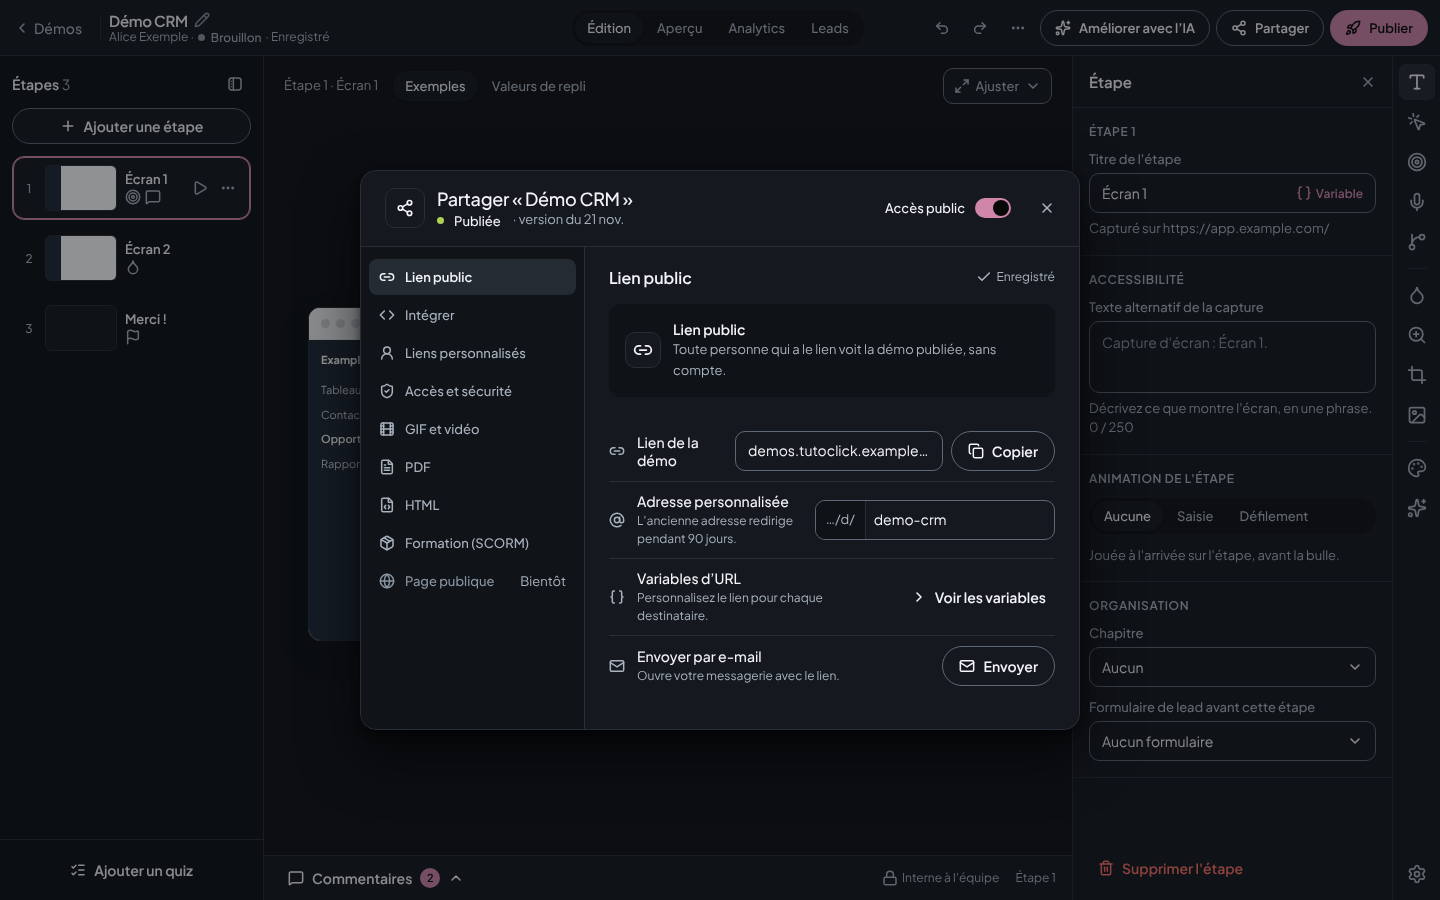 Démos
Démo CRM
Alice Exemple · Brouillon · Enregistré
Édition
Aperçu
Analytics
Leads
Améliorer avec l'IA
Partager
Publier
Étapes 3
Ajouter une étape
1
Écran 1
2
Écran 2
3
Merci !
Ajouter un quiz
Étape 1 · Écran 1
Exemples
Valeurs de repli
Ajuster
Tableau
Opport
Partager « Démo CRM »
Publiée · version du 21 nov.
Accès public
Lien public
Intégrer
Liens personnalisés
Accès et sécurité
GIF et vidéo
PDF
HTML
Formation (SCORM)
Page publique
Bientôt
Lien public
Enregistré
Lien public
Toute personne qui a le lien voit la démo publiée, sans
compte.
Lien de la
démo
demos.tutoclick.example...
Copier
Adresse personnalisée
L'ancienne adresse redirige
pendant 90 jours.
.../d/
demo-crm
Variables d'URL
Personnalisez le lien pour chaque
destinataire.
Voir les variables
Envoyer par e-mail
Ouvre votre messagerie avec le lien.
Envoyer
Commentaires
2
Interne à l'équipe
Étape 1
Étape
ÉTAPE 1
Titre de l'étape
Écran 1
{ } Variable
Capturé sur https://app.example.com/
ACCESSIBILITÉ
Texte alternatif de la capture
Capture d'écran : Écran 1.
Décrivez ce que montre l'écran, en une phrase.
0 / 250
ANIMATION DE L'ÉTAPE
Aucune
Saisie
Défilement
Jouée à l'arrivée sur l'étape, avant la bulle.
ORGANISATION
Chapitre
Aucun
Formulaire de lead avant cette étape
Aucun formulaire
Supprimer l'étape